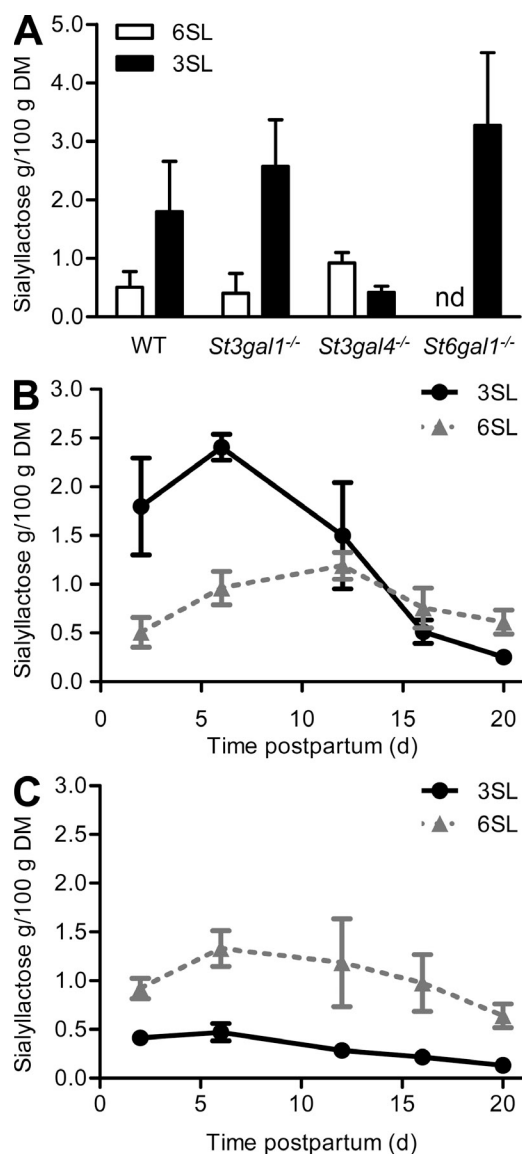 A
Sialyllactose g/100 g DM
5.0
4.0
3.0
2.0
1.0
0.0
6SL
3SL
nd
WT St3gal1-/- St3gal4-/- St6gal1-/-
B
Sialyllactose g/100 g DM
3.0
2.5
2.0
1.5
1.0
0.5
0.0
3SL
6SL
0 5 10 15 20
Time postpartum (d)
C
Sialyllactose g/100 g DM
3.0
2.5
2.0
1.5
1.0
0.5
0.0
3SL
6SL
0 5 10 15 20
Time postpartum (d)